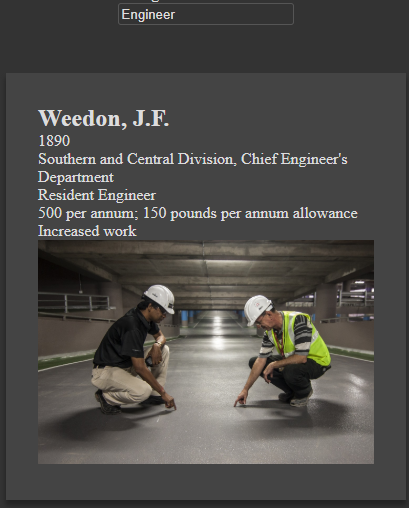 Engineer
Weedon, J.F.
1890
Southern and Central Division, Chief Engineer's
Department
Resident Engineer
500 per annum; 150 pounds per annum allowance
Increased work